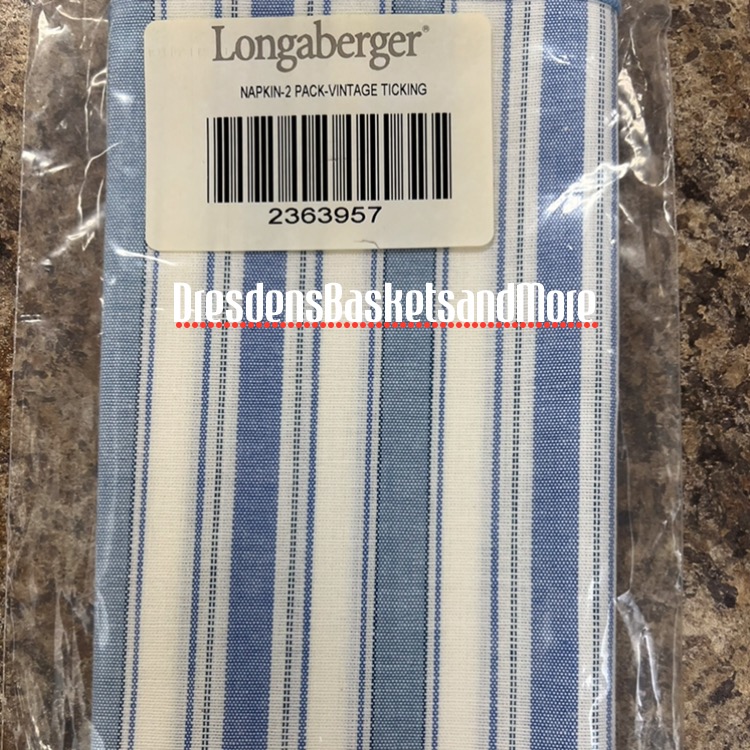 Longaberger®
NAPKIN-2 PACK-VINTAGE TICKING
2363957
DresdensBasketsandMore